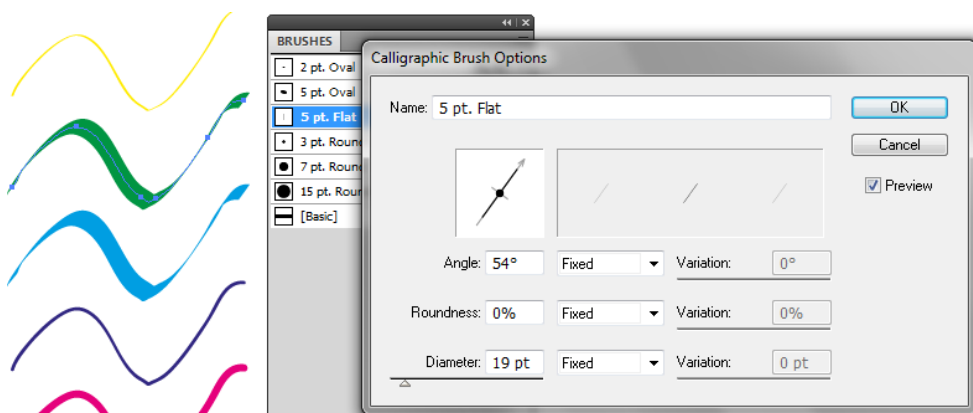 BRUSHES
2 pt. Oval
5 pt. Oval
5 pt. Flat
3 pt. Round
7 pt. Round
15 pt. Roun
[Basic]
Calligraphic Brush Options
Name: 5 pt. Flat
OK
Cancel
Preview
Angle: 54° Fixed Variation: 0°
Roundness: 0% Fixed Variation: 0%
Diameter: 19 pt Fixed Variation: 0 pt